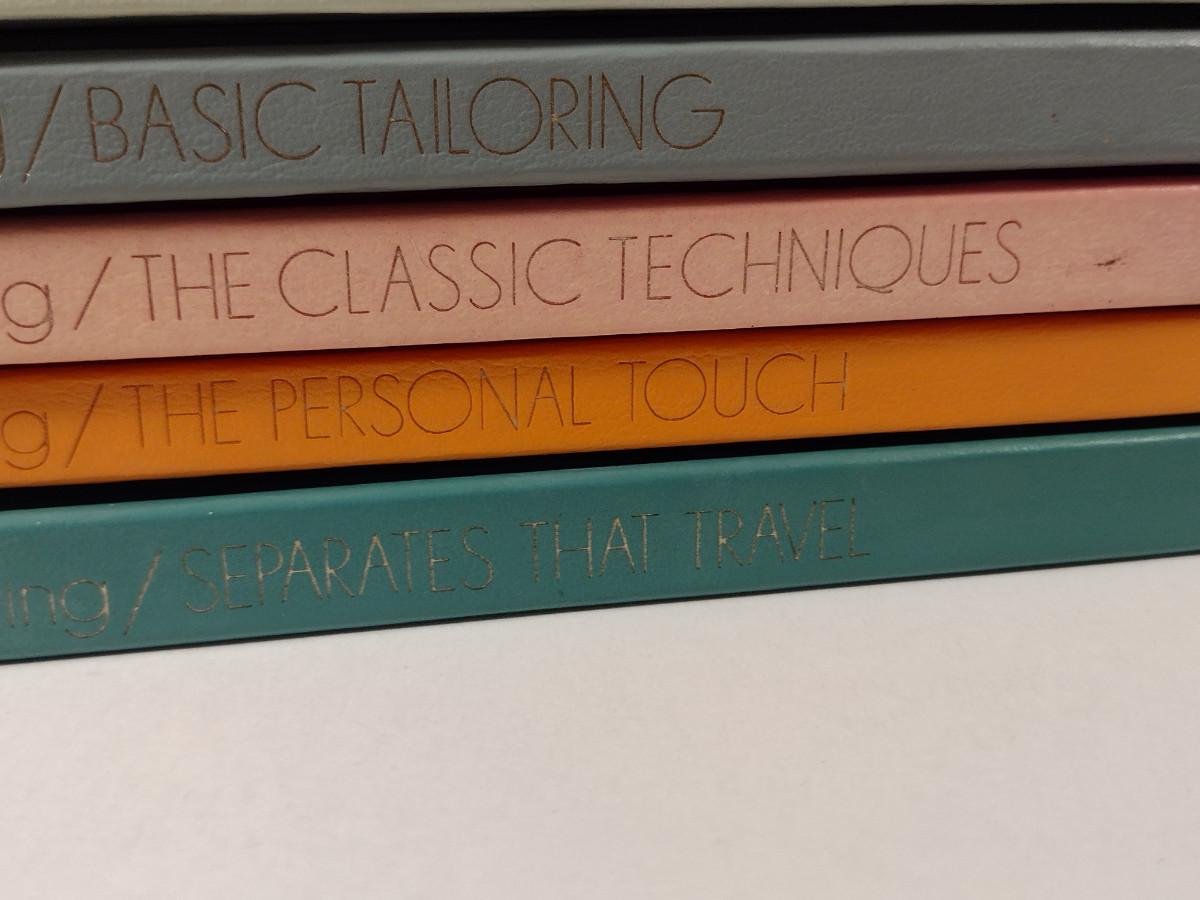 g/BASIC TAILORING
g/THE CLASSIC TECHNIQUES
g/THE PERSONAL TOUCH
ing/SEPARATES THAT TRAVEL